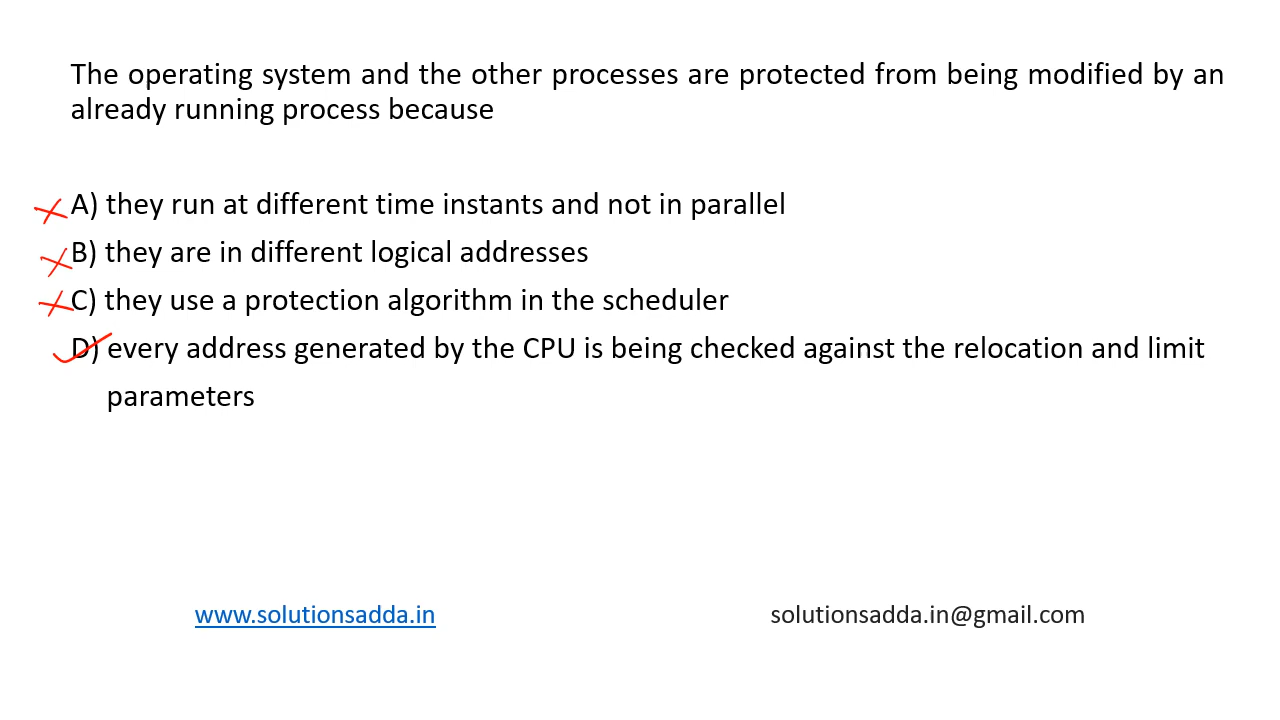 The operating system and the other processes are protected from being modified by an
already running process because
A) they run at different time instants and not in parallel
B) they are in different logical addresses
C) they use a protection algorithm in the scheduler
D) every address generated by the CPU is being checked against the relocation and limit
parameters
www.solutionsadda.in
solutionsadda.in@gmail.com